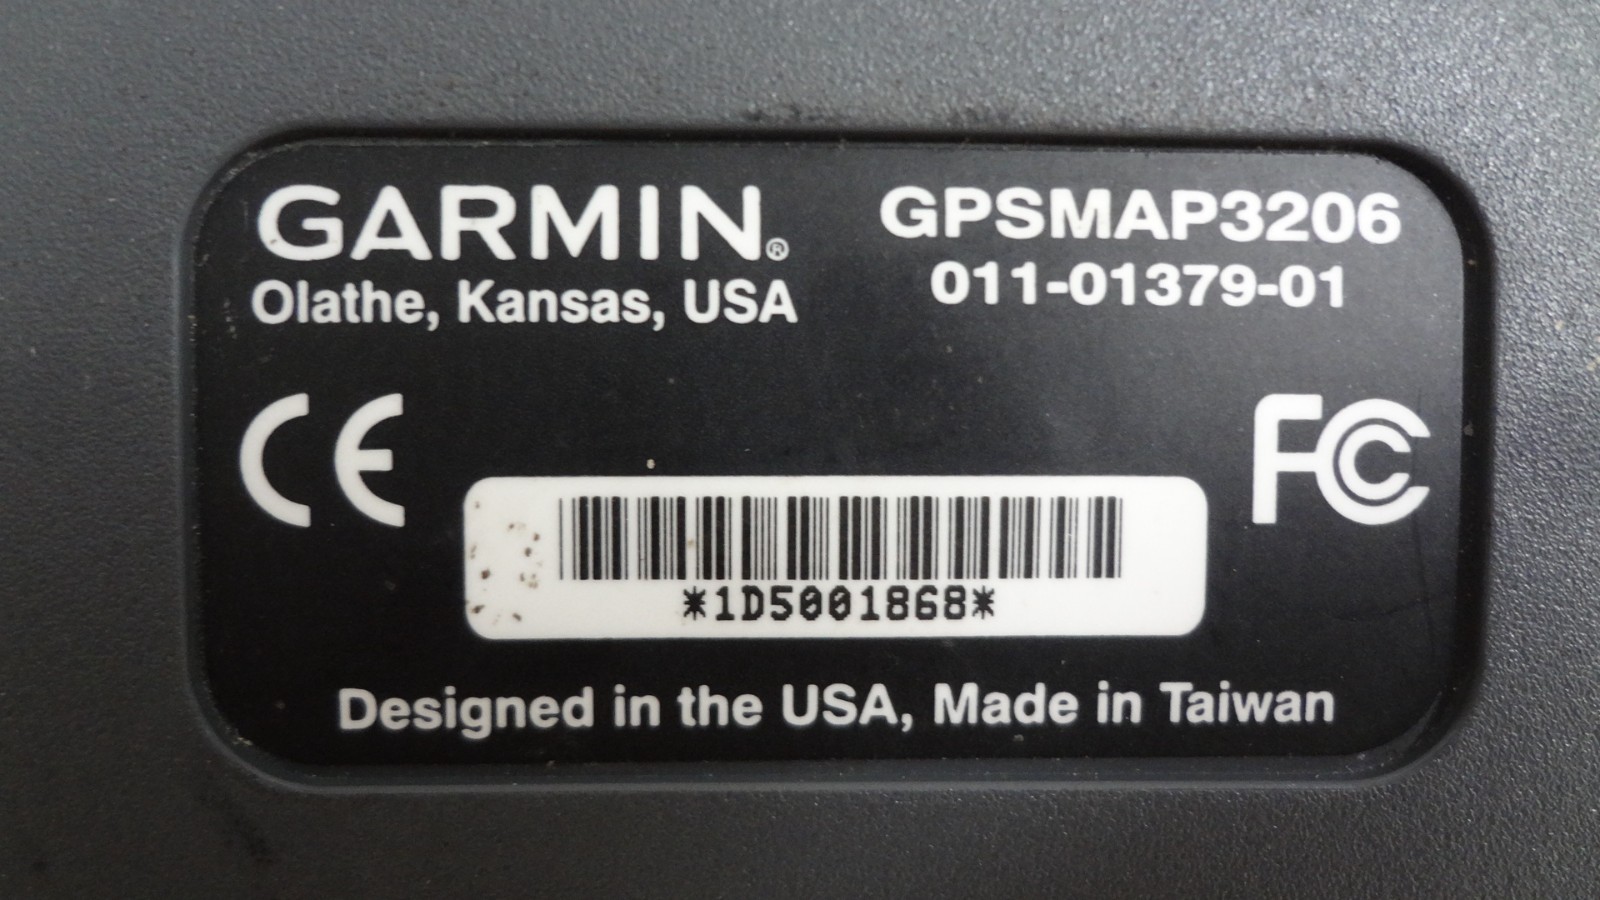 GARMIN®
Olathe, Kansas, USA
GPSMAP3206
011-01379-01
CE
FC
*1D5001868*
Designed in the USA, Made in Taiwan